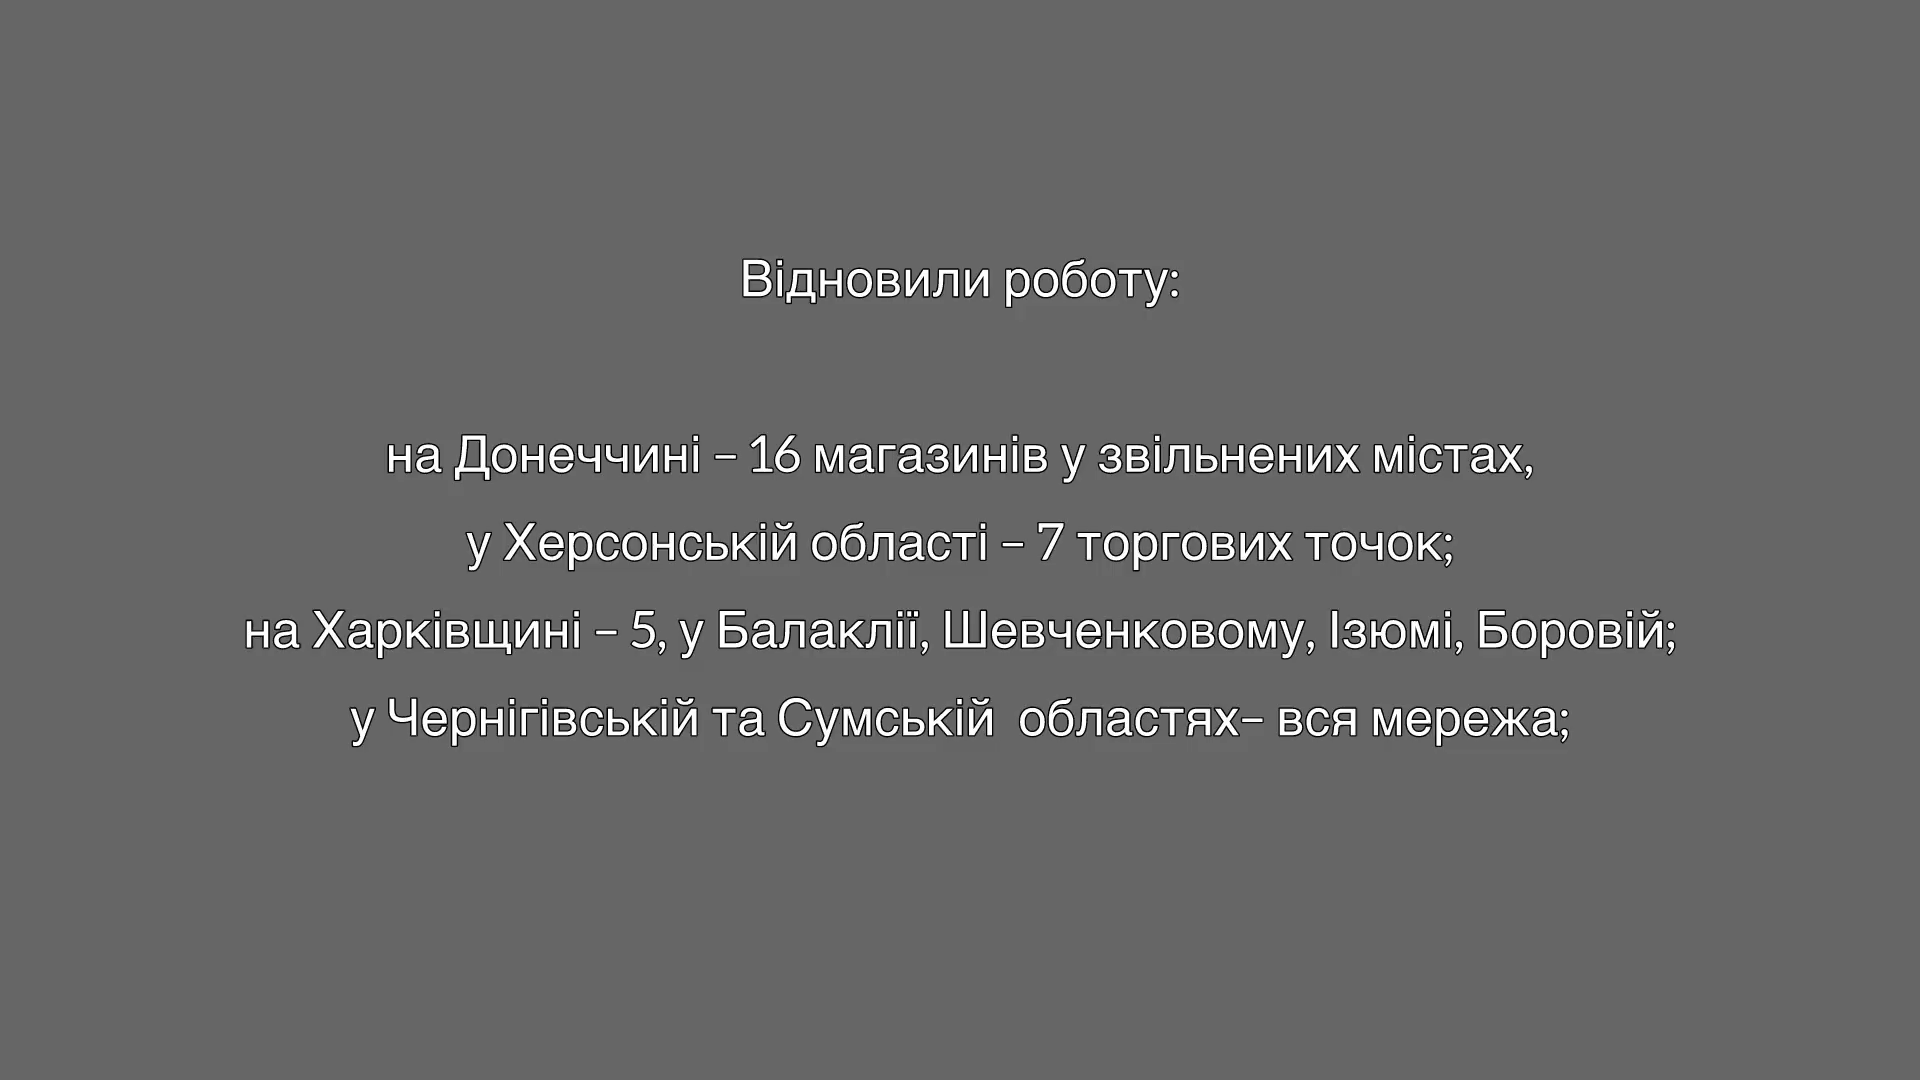 Відновили роботу:
на Донеччині – 16 магазинів у звільнених містах,
у Херсонській області – 7 торгових точок;
на Харківщині – 5, у Балаклії, Шевченковому, Ізюмі, Боровій;
у Чернігівській та Сумській  областях– вся мережа;